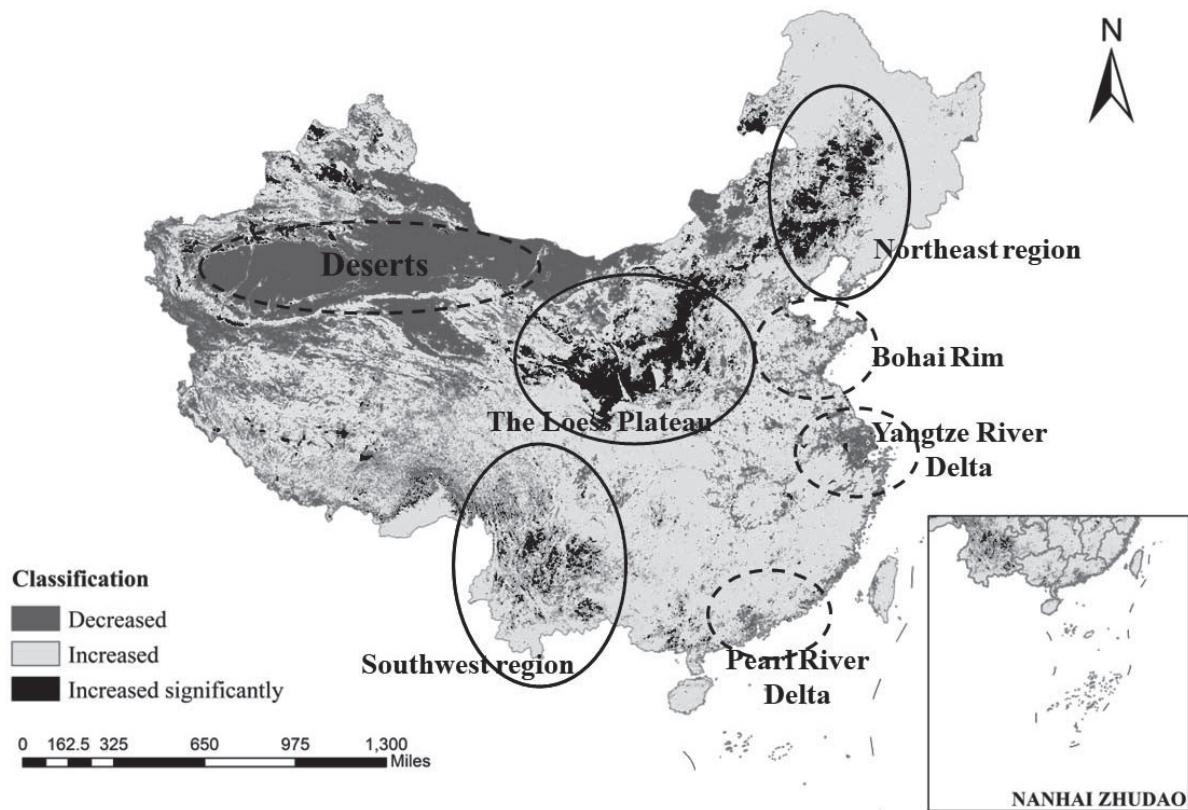 N
Deserts
Northeast region
Bohai Rim
The Loess Plateau
Yangtze River
Delta
Classification
Decreased
Increased
Increased significantly
Southwest region
Pearl River
Delta
0 162.5 325 650 975 1,300
Miles
NANHAI ZHUDAO